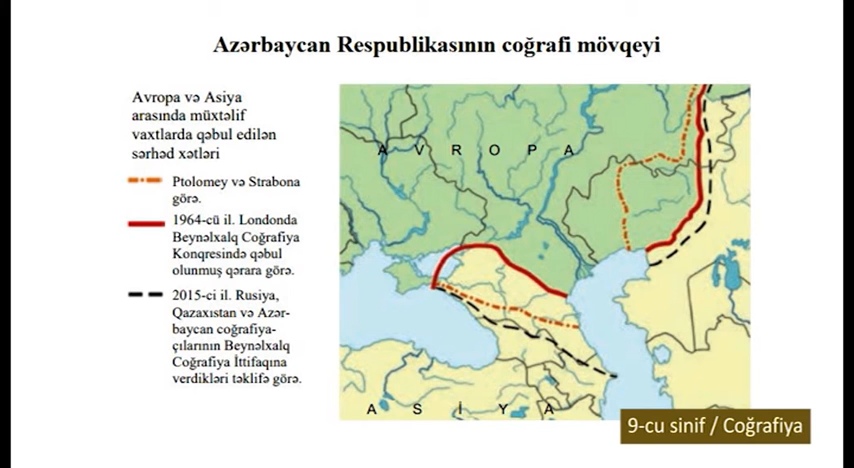 Azərbaycan Respublikasının coğrafi mövqeyi
Avropa və Asiya
arasında müxtəlif
vaxtlarda qəbul edilən
sərhəd xətləri
Ptolomey və Strabona
görə.
1964-cü il. Londonda
Beynəlxalq Coğrafiya
Konqresində qəbul
olunmuş qərara görə.
2015-ci il. Rusiya,
Qazaxıstan və Azər-
baycan coğrafiya-
çılarının Beynəlxalq
Coğrafiya İttifaqına
verdikləri təklifə görə.
A V R O P A
A S İ Y A
9-cu sinif / Coğrafiya